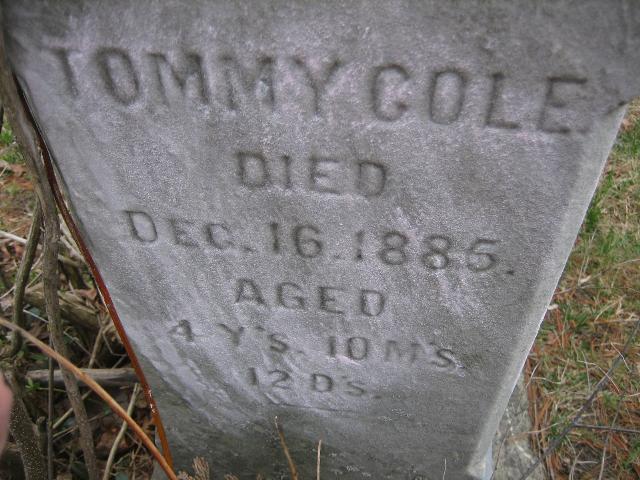 TOMMY COLE.
DIED
DEC. 16. 1885.
AGED
4 Y'S. 10 M'S.
12 D'S.